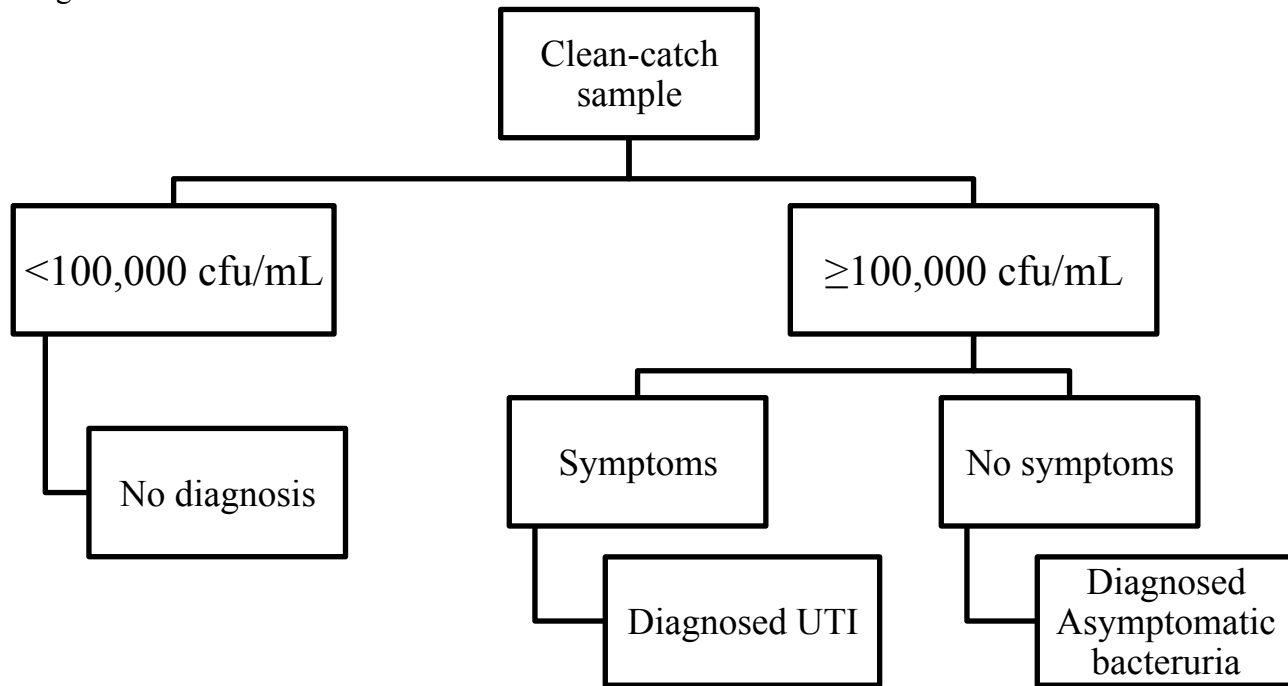 Clean-catch
sample
<100,000 cfu/mL
≥100,000 cfu/mL
No diagnosis
Symptoms
No symptoms
Diagnosed UTI
Diagnosed
Asymptomatic
bacteruria